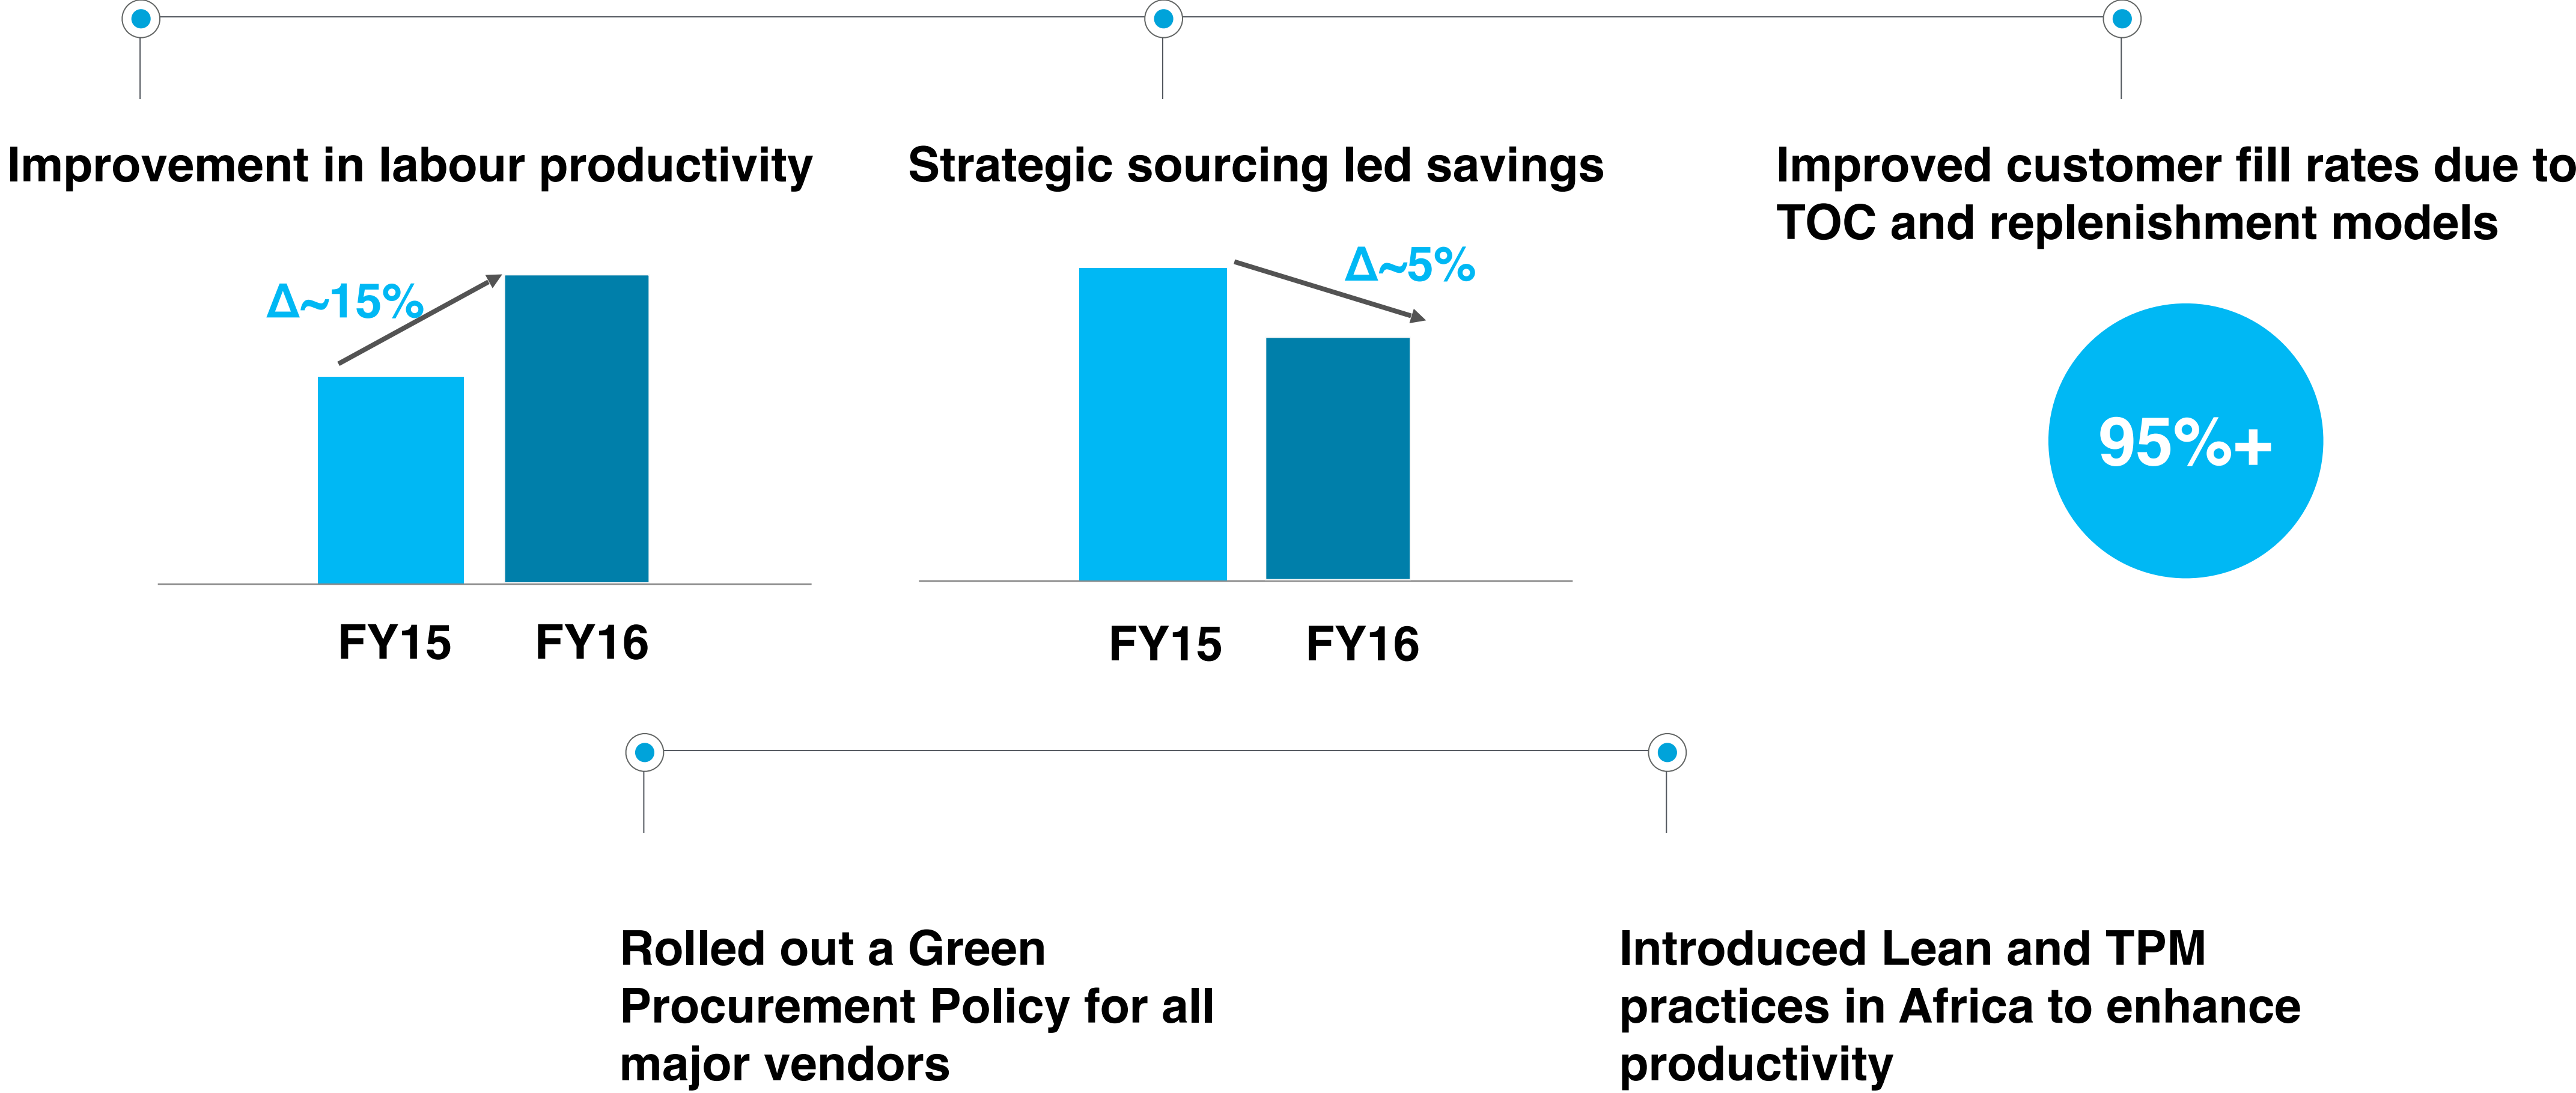 Improvement in labour productivity
Δ~15%
FY15 FY16
Strategic sourcing led savings
Δ~5%
FY15 FY16
Improved customer fill rates due to
TOC and replenishment models
95%+
Rolled out a Green
Procurement Policy for all
major vendors
Introduced Lean and TPM
practices in Africa to enhance
productivity